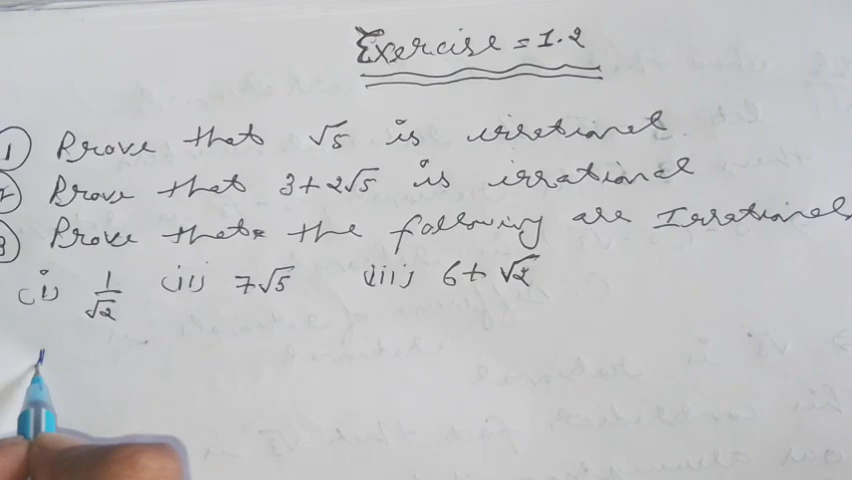 Exercise = 1.2
1 Prove that √5 is irrational.
2 Prove that 3+2√5 is irrational
3 Prove that the following are Irrationals
(i) 1/√2 (ii) 7√5 (iii) 6+√2